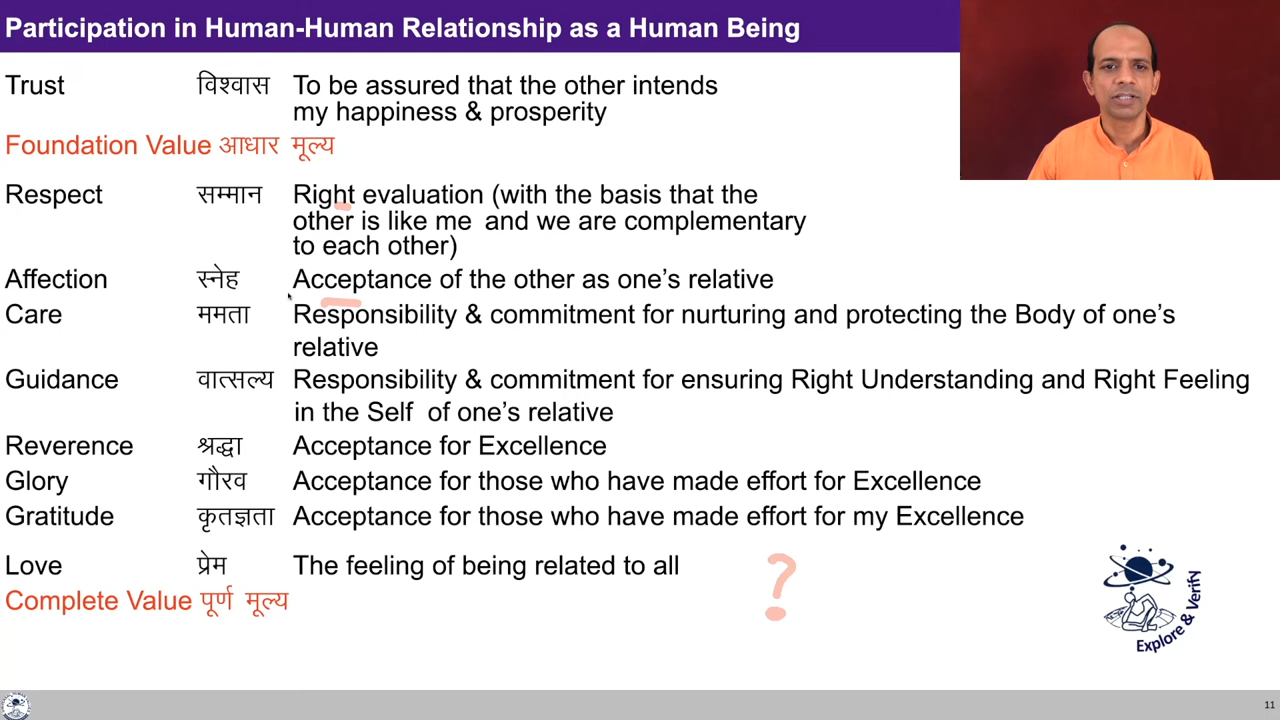 Participation in Human-Human Relationship as a Human Being
Trust विश्वास To be assured that the other intends
my happiness & prosperity
Foundation Value आधार मूल्य
Respect सम्मान Right evaluation (with the basis that the
other is like me and we are complementary
to each other)
Affection स्नेह Acceptance of the other as one's relative
Care ममता Responsibility & commitment for nurturing and protecting the Body of one's
relative
Guidance वात्सल्य Responsibility & commitment for ensuring Right Understanding and Right Feeling
in the Self of one's relative
Reverence श्रद्धा Acceptance for Excellence
Glory गौरव Acceptance for those who have made effort for Excellence
Gratitude कृतज्ञता Acceptance for those who have made effort for my Excellence
Love प्रेम The feeling of being related to all
?
Complete Value पूर्ण मूल्य
Explore & Verify
11